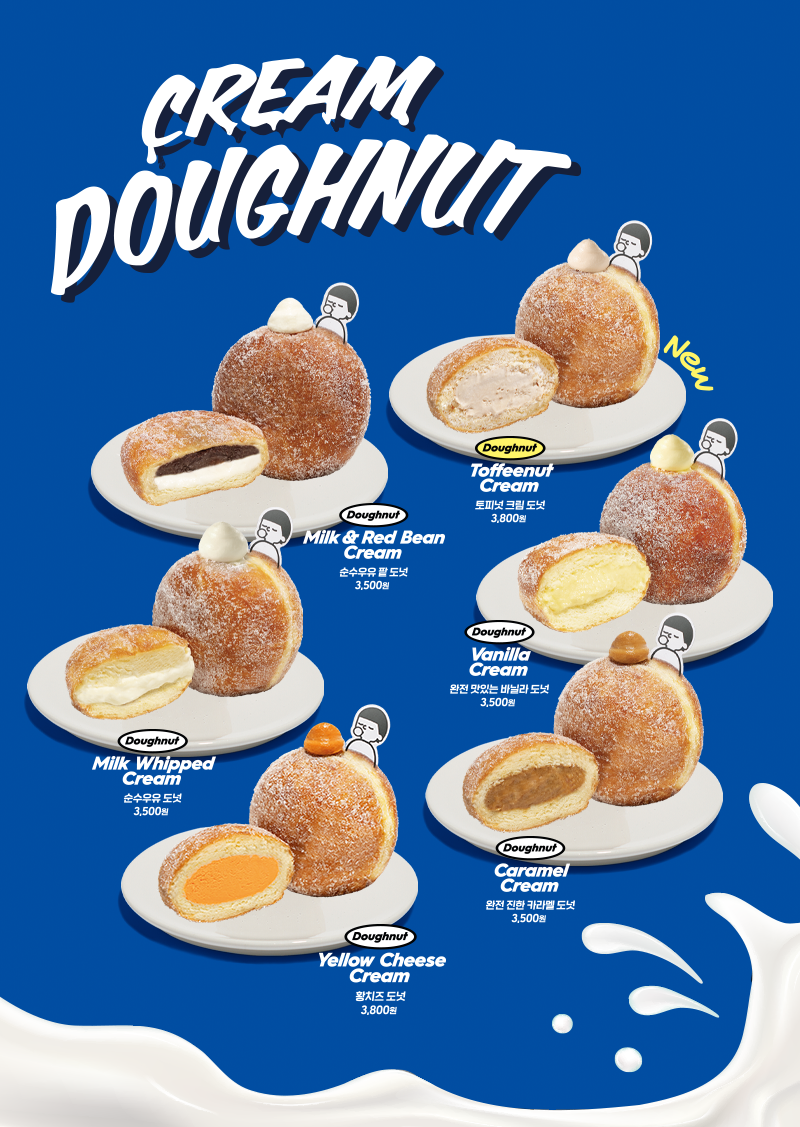 CREAM
DOUGHNUT
New
Doughnut
Toffeenut
Cream
토피넛 크림 도넛
3,800원
Doughnut
Milk & Red Bean
Cream
순수우유 팥 도넛
3,500원
Doughnut
Vanilla
Cream
완전 맛있는 바닐라 도넛
3,500원
Doughnut
Milk Whipped
Cream
순수우유 도넛
3,500원
Doughnut
Caramel
Cream
완전 진한 카라멜 도넛
3,500원
Doughnut
Yellow Cheese
Cream
황치즈 도넛
3,800원